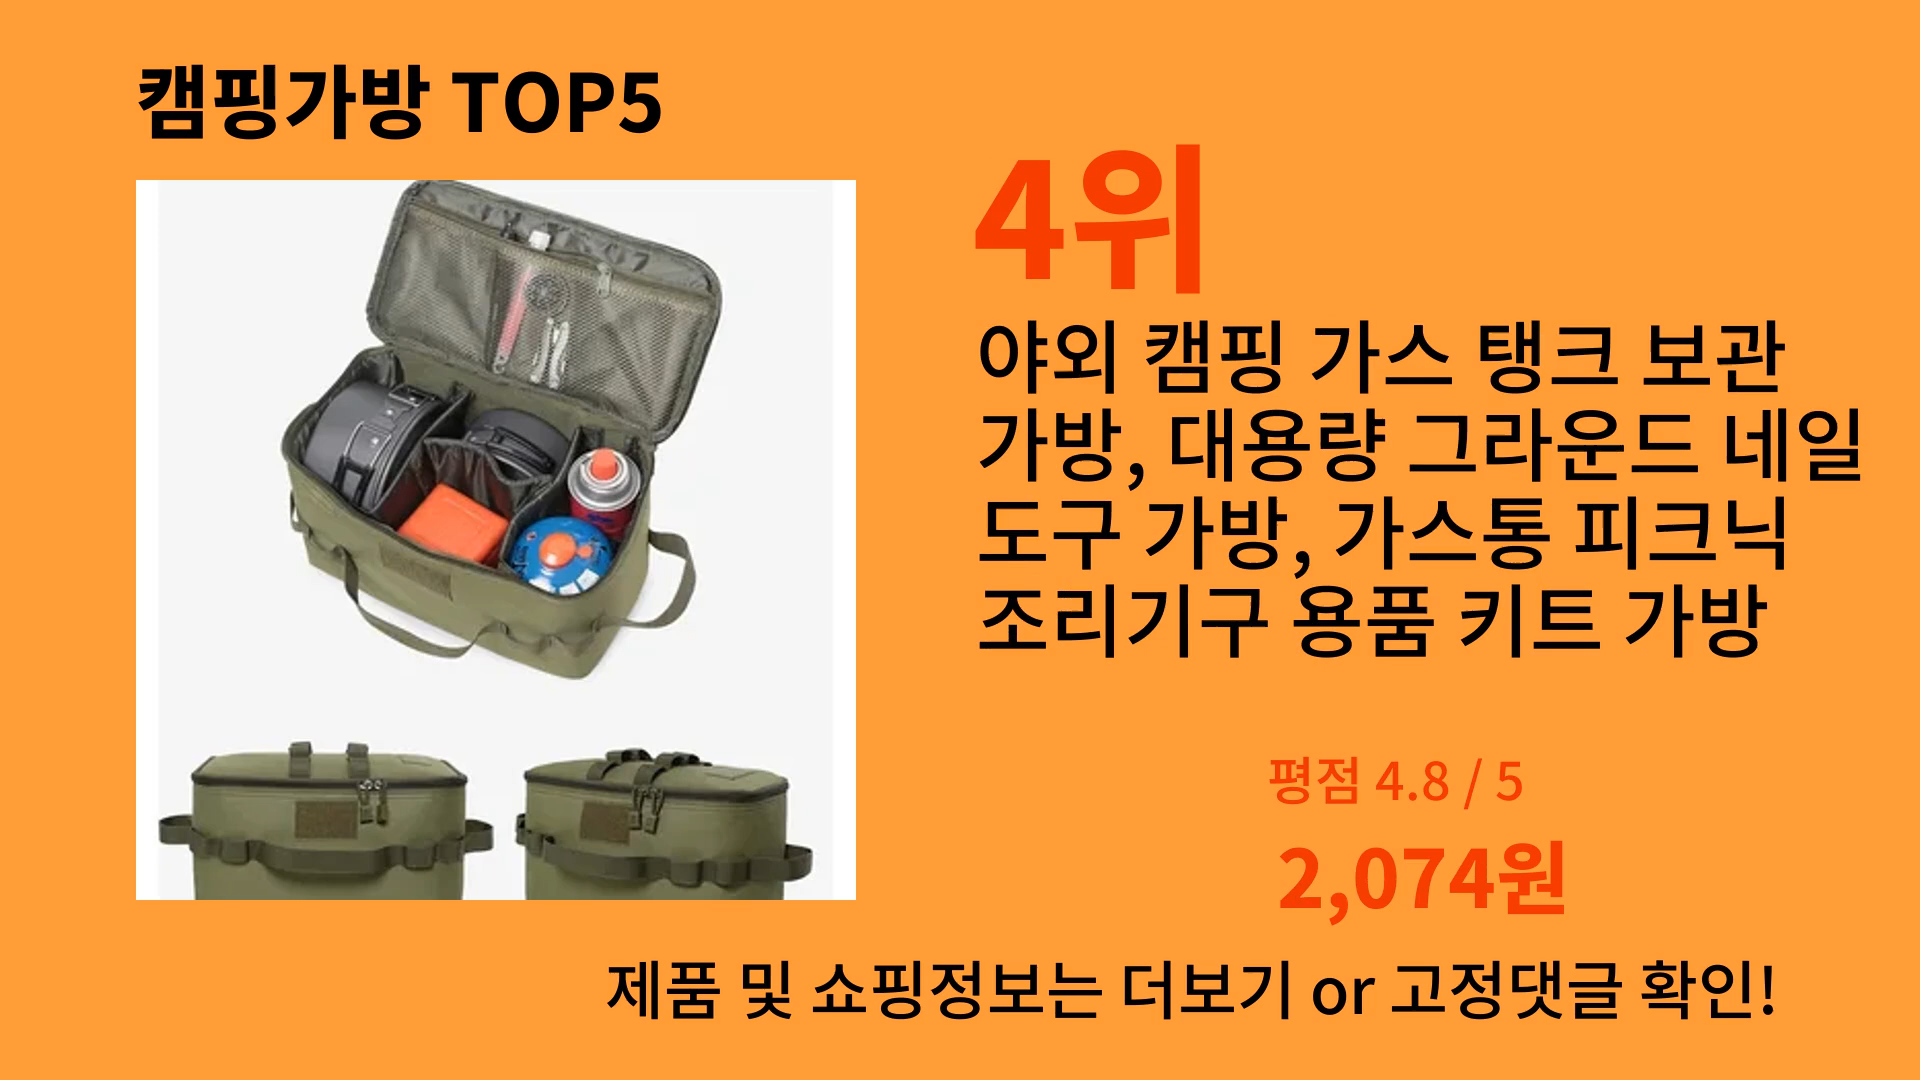 캠핑가방 TOP5
4위
야외 캠핑 가스 탱크 보관
가방, 대용량 그라운드 네일
도구 가방, 가스통 피크닉
조리기구 용품 키트 가방
평점 4.8 / 5
2,074원
제품 및 쇼핑정보는 더보기 or 고정댓글 확인!